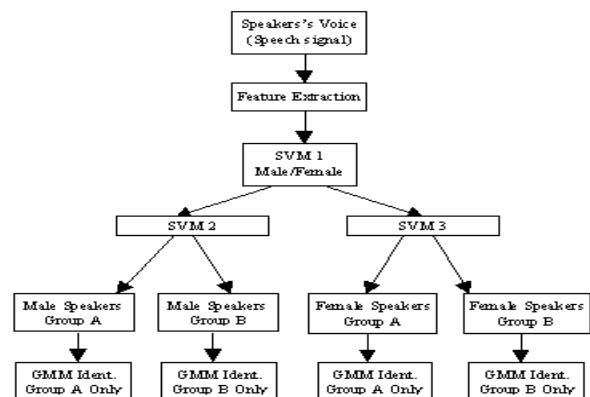 Speakers's Voice
(Speech signal)
Feature Extraction
SVM 1
Male/Female
SVM 2
SVM 3
Male Speakers
Group A
Male Speakers
Group B
Female Speakers
Group A
Female Speakers
Group B
GMM Ident.
Group A Only
GMM Ident.
Group B Only
GMM Ident.
Group A Only
GMM Ident.
Group B Only